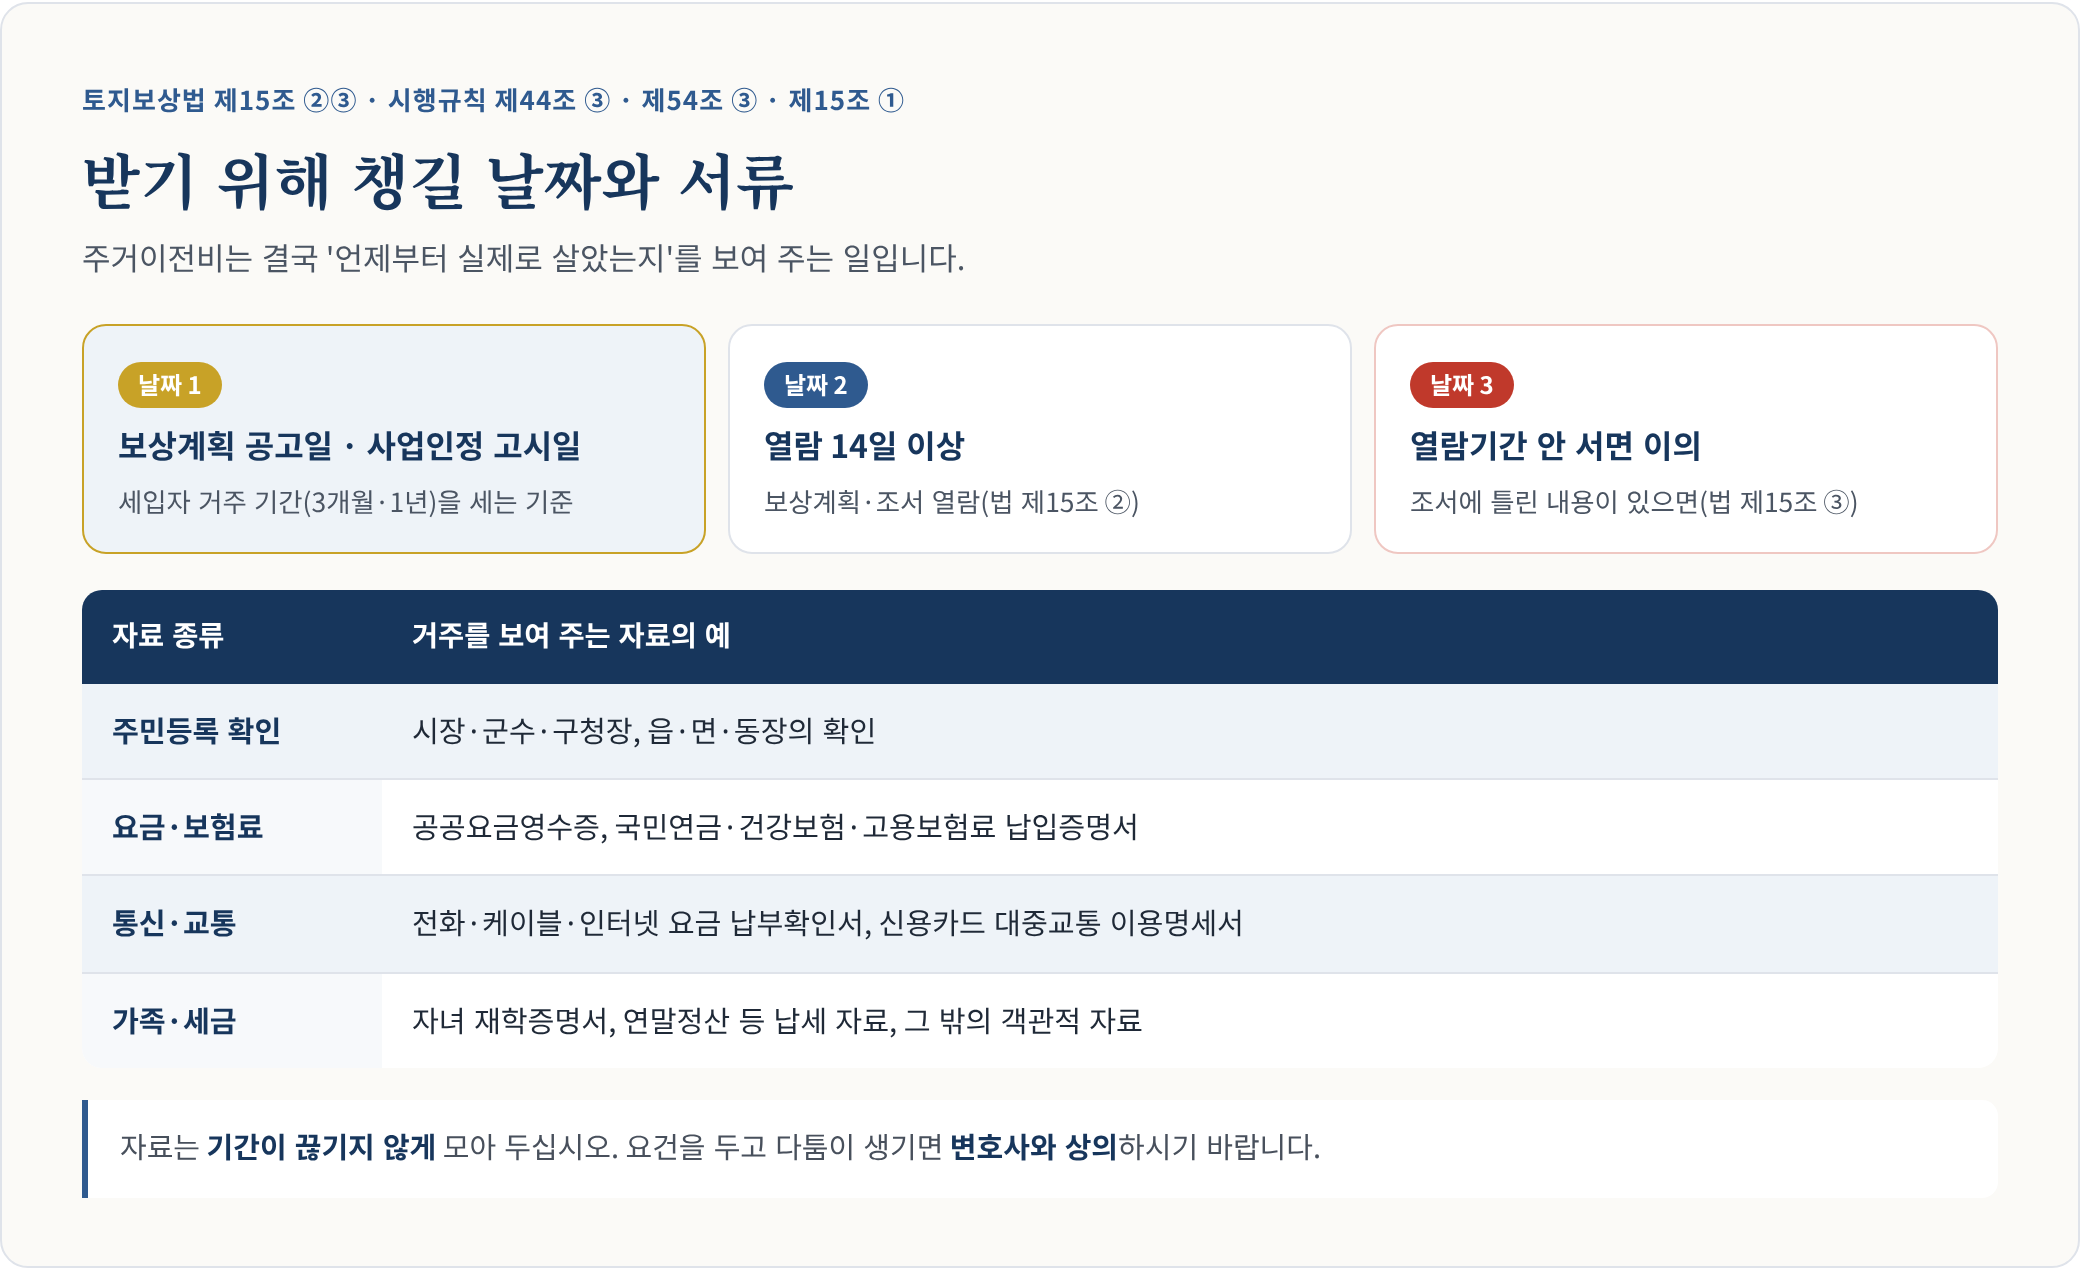 토지보상법 제15조 ②③ · 시행규칙 제44조 ③ · 제54조 ③ · 제15조 ①
받기 위해 챙길 날짜와 서류
주거이전비는 결국 '언제부터 실제로 살았는지'를 보여 주는 일입니다.
날짜 1
보상계획 공고일 · 사업인정 고시일
세입자 거주 기간(3개월·1년)을 세는 기준
날짜 2
열람 14일 이상
보상계획·조서 열람(법 제15조 ②)
날짜 3
열람기간 안 서면 이의
조서에 틀린 내용이 있으면(법 제15조 ③)
자료 종류 거주를 보여 주는 자료의 예
주민등록 확인 시장·군수·구청장, 읍·면·동장의 확인
요금·보험료 공공요금영수증, 국민연금·건강보험·고용보험료 납입증명서
통신·교통 전화·케이블·인터넷 요금 납부확인서, 신용카드 대중교통 이용명세서
가족·세금 자녀 재학증명서, 연말정산 등 납세 자료, 그 밖의 객관적 자료
자료는 기간이 끊기지 않게 모아 두십시오. 요건을 두고 다툼이 생기면 변호사와 상의하시기 바랍니다.